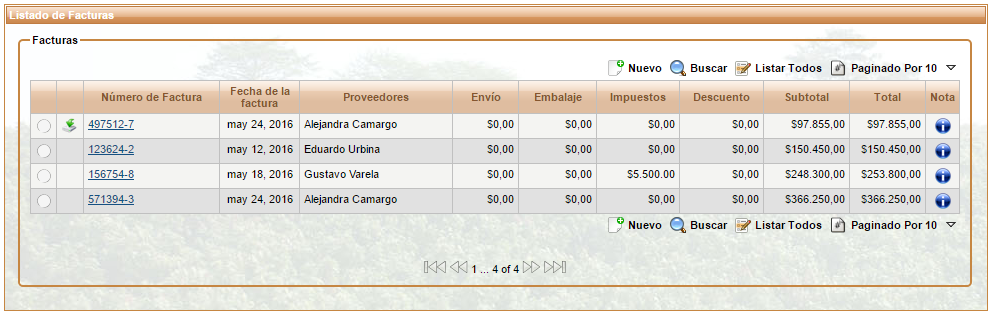 Listado de Facturas
Facturas
Nuevo Buscar Listar Todos Paginado Por 10
Número de Factura Fecha de la factura Proveedores Envío Embalaje Impuestos Descuento Subtotal Total Nota
497512-7 may 24, 2016 Alejandra Camargo $0,00 $0,00 $0,00 $0,00 $97.855,00 $97.855,00
123624-2 may 12, 2016 Eduardo Urbina $0,00 $0,00 $0,00 $0,00 $150.450,00 $150.450,00
156754-8 may 18, 2016 Gustavo Varela $0,00 $0,00 $5.500.00 $0,00 $248.300,00 $253.800,00
571394-3 may 24, 2016 Alejandra Camargo $0,00 $0,00 $0,00 $0,00 $366.250,00 $366.250,00
Nuevo Buscar Listar Todos Paginado Por 10
1 ... 4 of 4